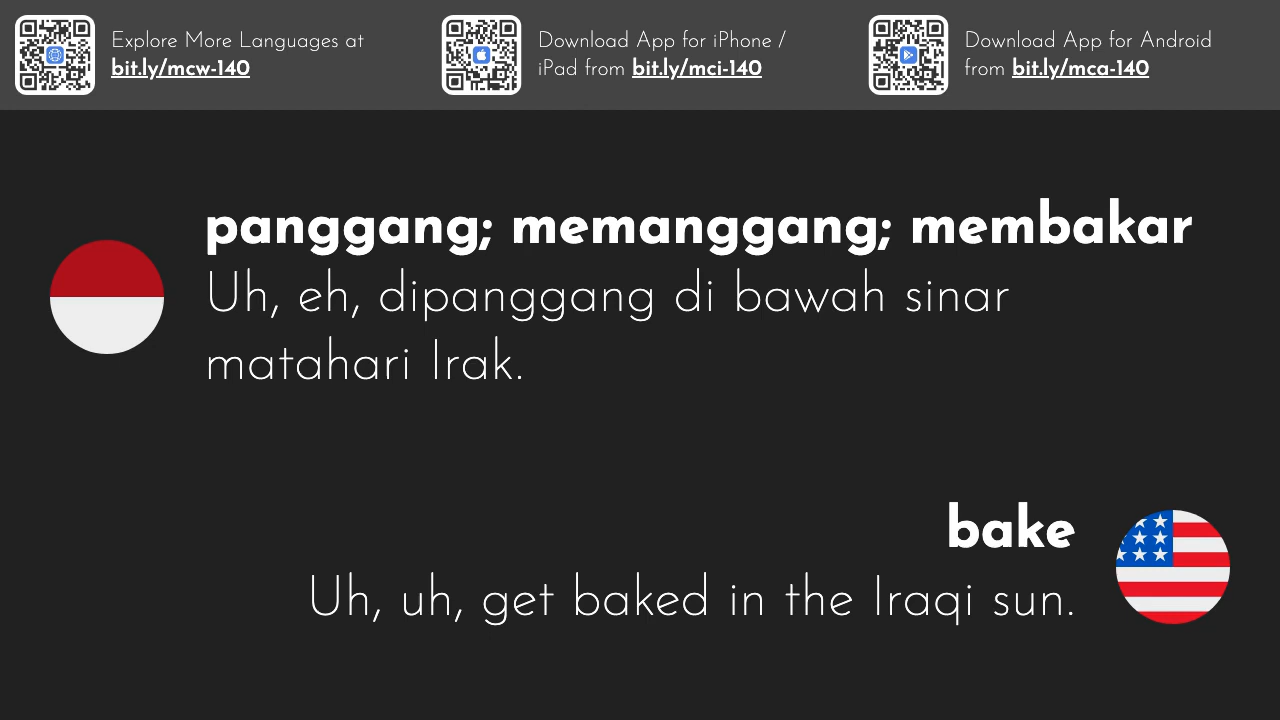 Explore More Languages at
bit.ly/mcw-140
Download App for iPhone /
iPad from bit.ly/mci-140
Download App for Android
from bit.ly/mca-140
panggang; memanggang; membakar
Uh, eh, dipanggang di bawah sinar
matahari Irak.
bake
Uh, uh, get baked in the Iraqi sun.